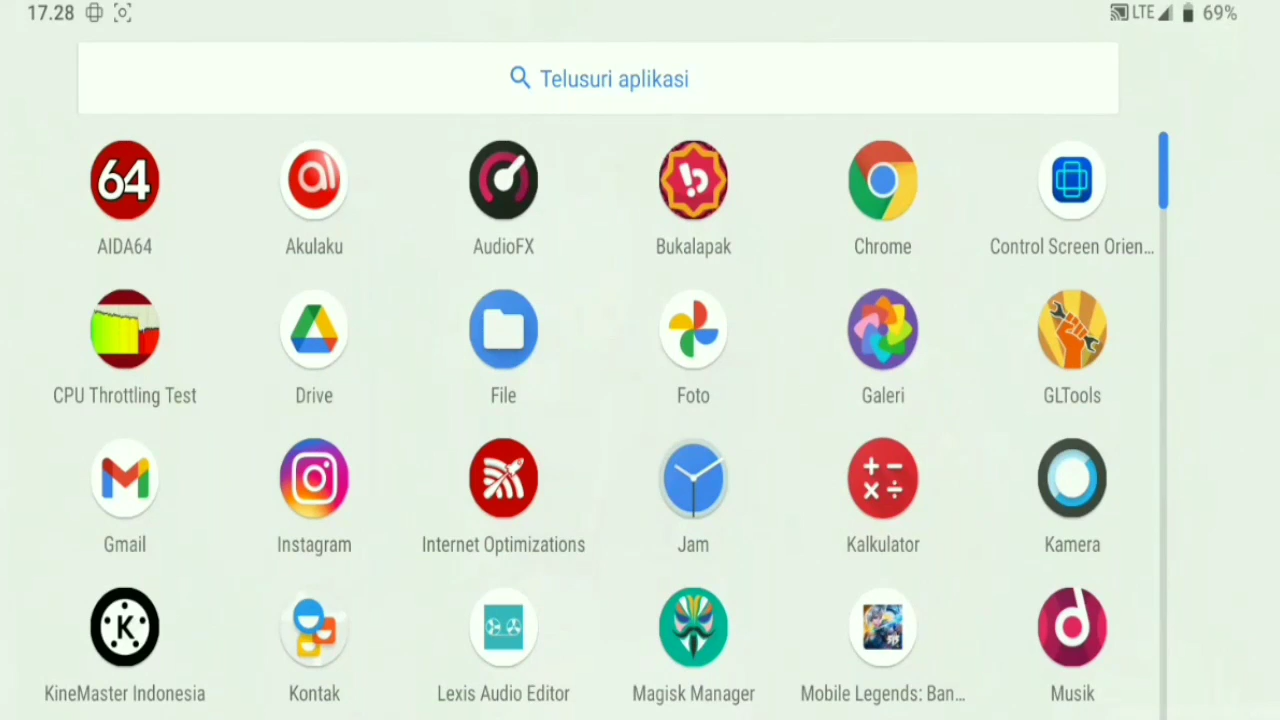 17.28 LTE 69%
Telusuri aplikasi
64
AIDA64 Akulaku AudioFX Bukalapak Chrome Control Screen Orien...
CPU Throttling Test Drive File Foto Galeri GLTools
Gmail Instagram Internet Optimizations Jam Kalkulator Kamera
K
KineMaster Indonesia Kontak Lexis Audio Editor Magisk Manager Mobile Legends: Ban... Musik